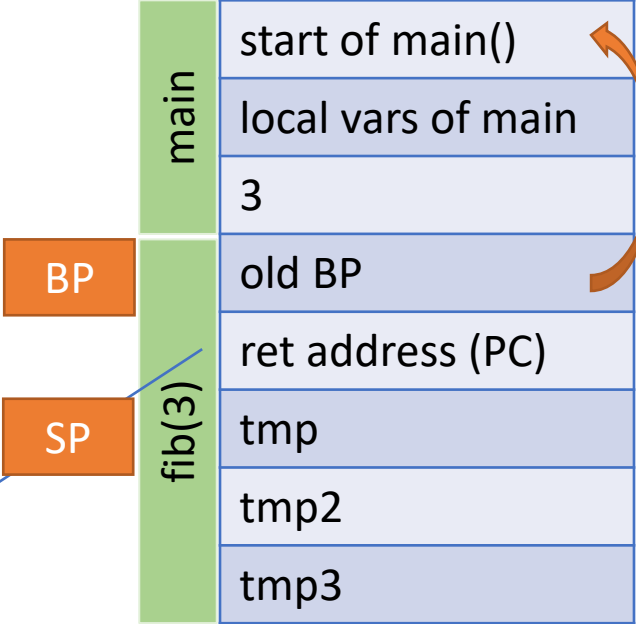 main
start of main()
local vars of main
3
BP
old BP
fib(3)
ret address (PC)
SP
tmp
tmp2
tmp3